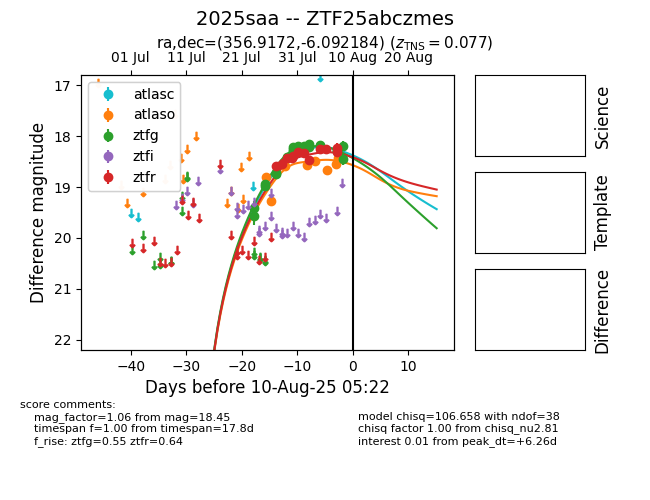 2025saa -- ZTF25abczmes
ra,dec=(356.9172,-6.092184) (zTNS = 0.077)
01 Jul 11 Jul 21 Jul 31 Jul 10 Aug 20 Aug
17
18
19
20
21
22
Difference magnitude
atlasc
atlaso
ztfg
ztfi
ztfr
−40 −30 −20 −10 0 10
Days before 10-Aug-25 05:22
Science
Template
Difference
score comments:
mag_factor=1.06 from mag=18.45
timespan f=1.00 from timespan=17.8d
f_rise: ztfg=0.55 ztfr=0.64
model chisq=106.658 with ndof=38
chisq factor 1.00 from chisq_nu2.81
interest 0.01 from peak_dt=+6.26d